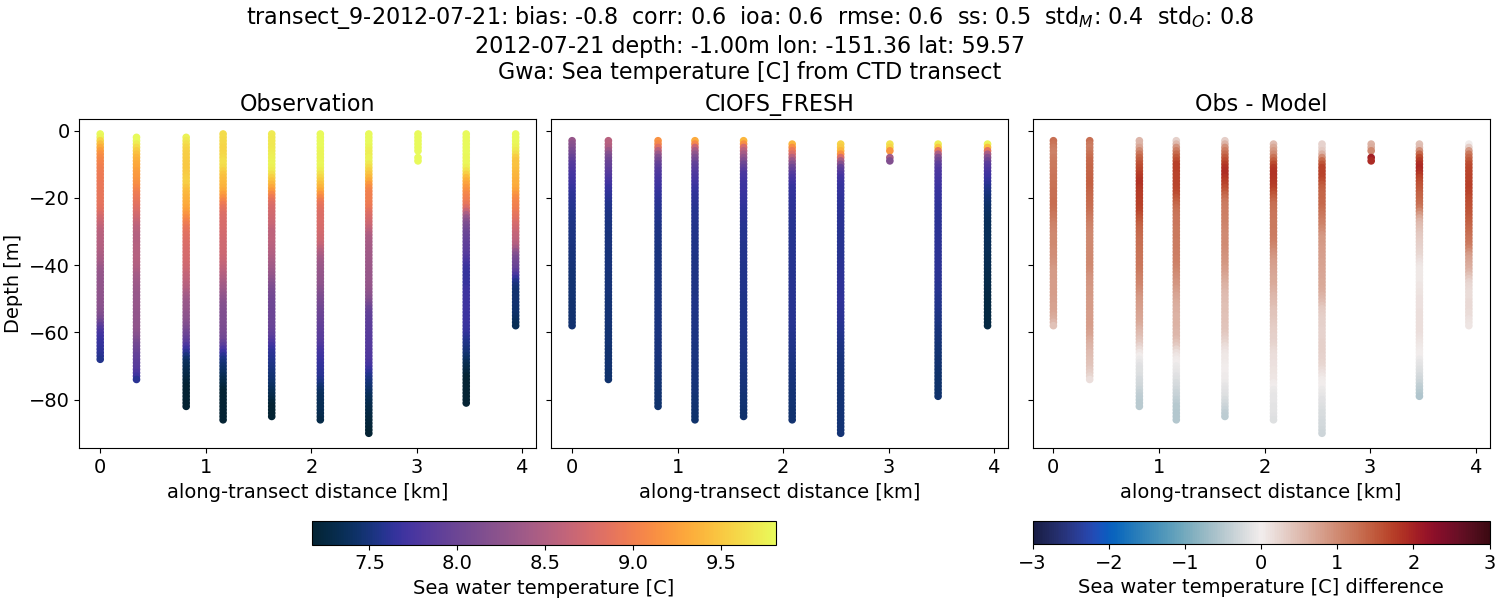 transect_9-2012-07-21: bias: -0.8  corr: 0.6  ioa: 0.6  rmse: 0.6  ss: 0.5  std_M: 0.4  std_O: 0.8
2012-07-21 depth: -1.00m lon: -151.36 lat: 59.57
Gwa: Sea temperature [C] from CTD transect
Observation
CIOFS_FRESH
Obs - Model
Depth [m]
0
−20
−40
−60
−80
0 1 2 3 4
0 1 2 3 4
0 1 2 3 4
along-transect distance [km]
along-transect distance [km]
along-transect distance [km]
7.5 8.0 8.5 9.0 9.5
Sea water temperature [C]
−3 −2 −1 0 1 2 3
Sea water temperature [C] difference